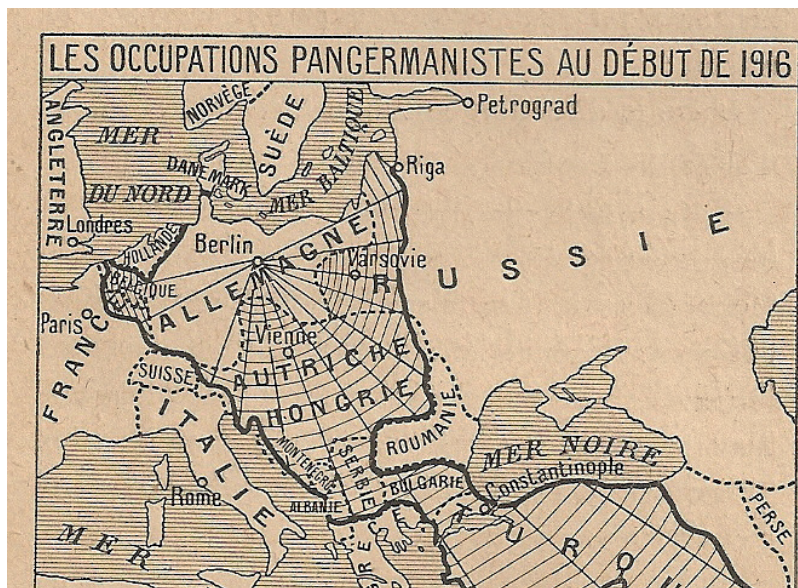 LES OCCUPATIONS PANGERMANISTES AU DÉBUT DE 1916
NORVÈGE
SUÈDE
Petrograd
ANGLETERRE
MER
DU NORD
DANEMARK
MER BALTIQUE
Riga
Londres
HOLLANDE
Berlin
BELGIQUE
ALLEMAGNE
Varsovie
RUSSIE
Paris
FRANCE
Vienne
SUISSE
AUTRICHE
HONGRIE
ITALIE
MONTENEGRO
SERBIE
ROUMANIE
MER NOIRE
Rome
ALBANIE
BULGARIE
Constantinople
PERSE
MER